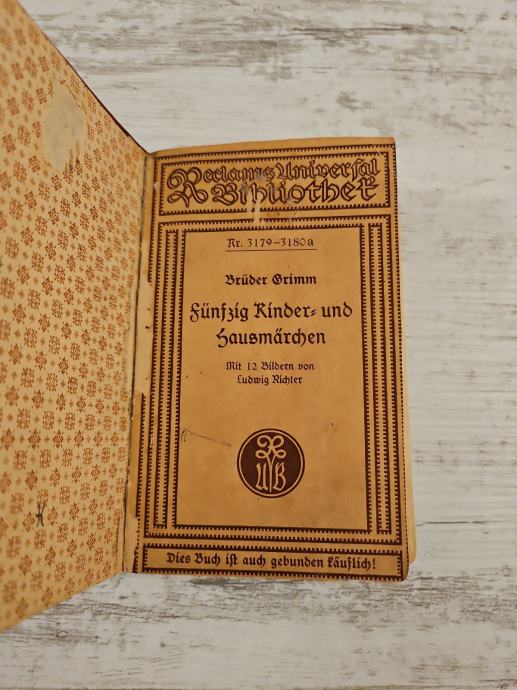 Reclams Universal
Bibliothek
Nr. 3179–3180a
Brüder Grimm
Fünfzig Kinder- und
Hausmärchen
Mit 12 Bildern von
Ludwig Richter
R
UB
Dies Buch ist auch gebunden käuflich!